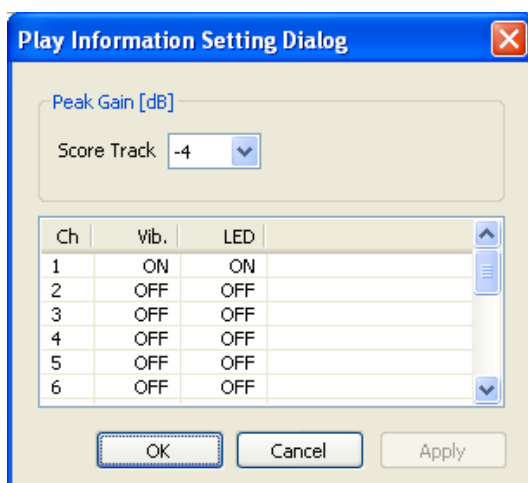 Play Information Setting Dialog
Peak Gain [dB]
Score Track -4
Ch Vib. LED
1 ON ON
2 OFF OFF
3 OFF OFF
4 OFF OFF
5 OFF OFF
6 OFF OFF
OK Cancel Apply